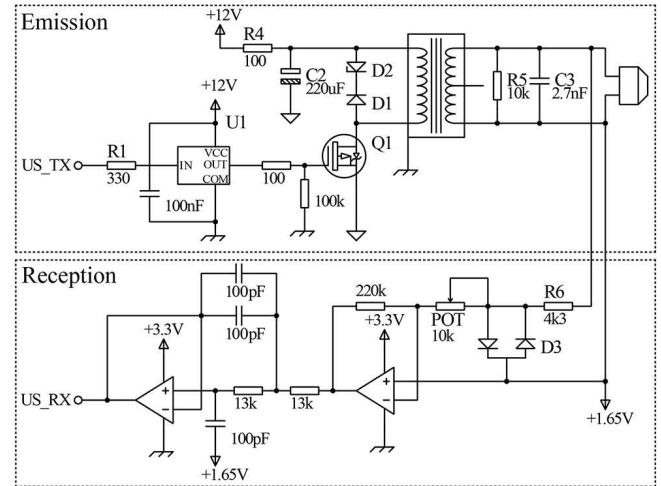 Emission
+12V
R4
100
C2
220uF
D2
D1
R5
10k
C3
2.7nF
+12V
U1
Q1
US_TX
R1
330
IN
VCC
OUT
COM
100
100nF
100k
Reception
100pF
100pF
+3.3V
220k
+3.3V
POT
10k
R6
4k3
D3
US_RX
+
-
13k
13k
+
-
100pF
+1.65V
+1.65V